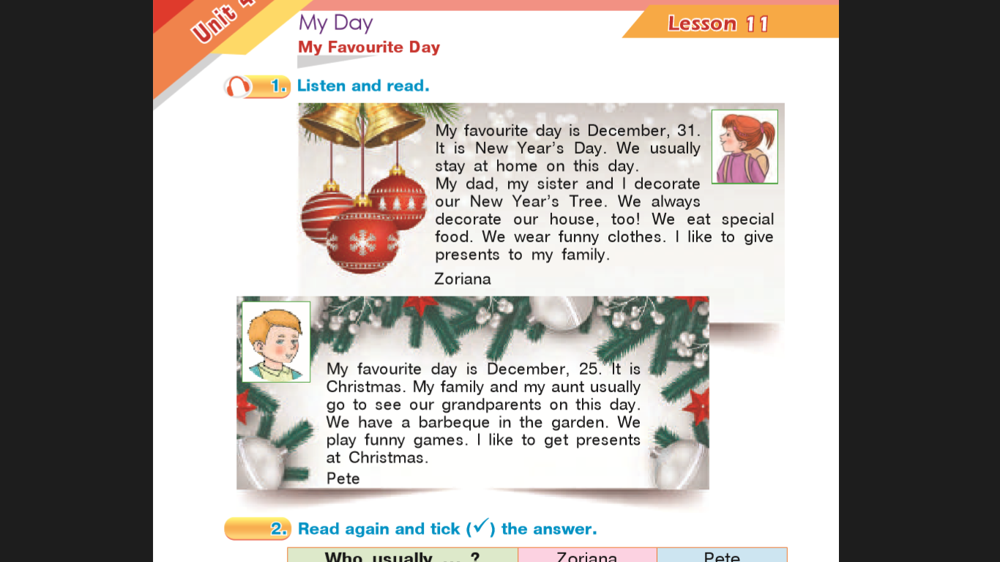 Unit 4
My Day
Lesson 11
My Favourite Day
1. Listen and read.
My favourite day is December, 31.
It is New Year's Day. We usually
stay at home on this day.
My dad, my sister and I decorate
our New Year's Tree. We always
decorate our house, too! We eat special
food. We wear funny clothes. I like to give
presents to my family.
Zoriana
My favourite day is December, 25. It is
Christmas. My family and my aunt usually
go to see our grandparents on this day.
We have a barbeque in the garden. We
play funny games. I like to get presents
at Christmas.
Pete
2. Read again and tick (✓) the answer.
Who usually ... ? Zoriana Pete